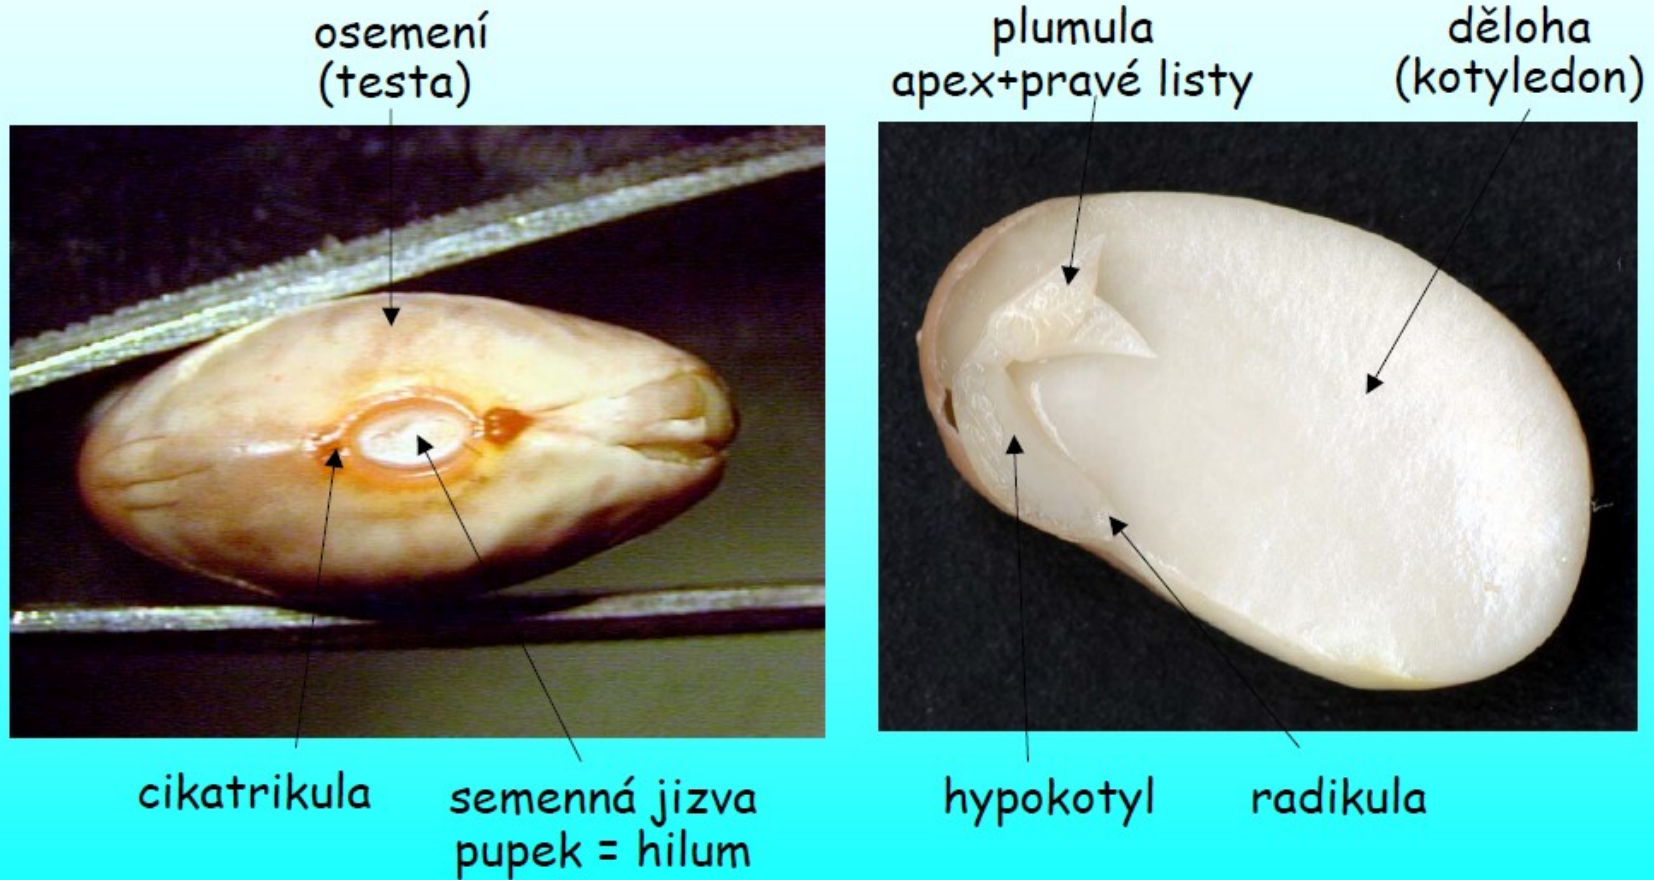 osemení
(testa)
plumula
apex+pravé listy
děloha
(kotyledon)
cikatrikula
semenná jizva
pupek = hilum
hypokotyl
radikula